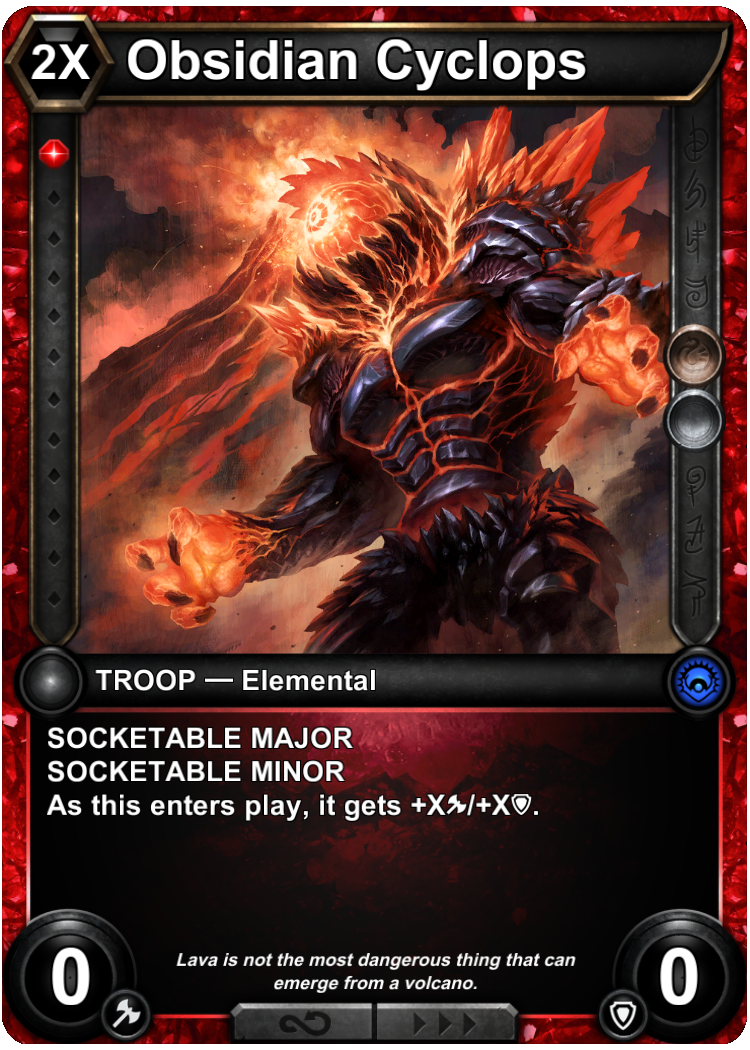 2X
Obsidian Cyclops
TROOP — Elemental
SOCKETABLE MAJOR
SOCKETABLE MINOR
As this enters play, it gets +X/+X.
Lava is not the most dangerous thing that can
emerge from a volcano.
0
0